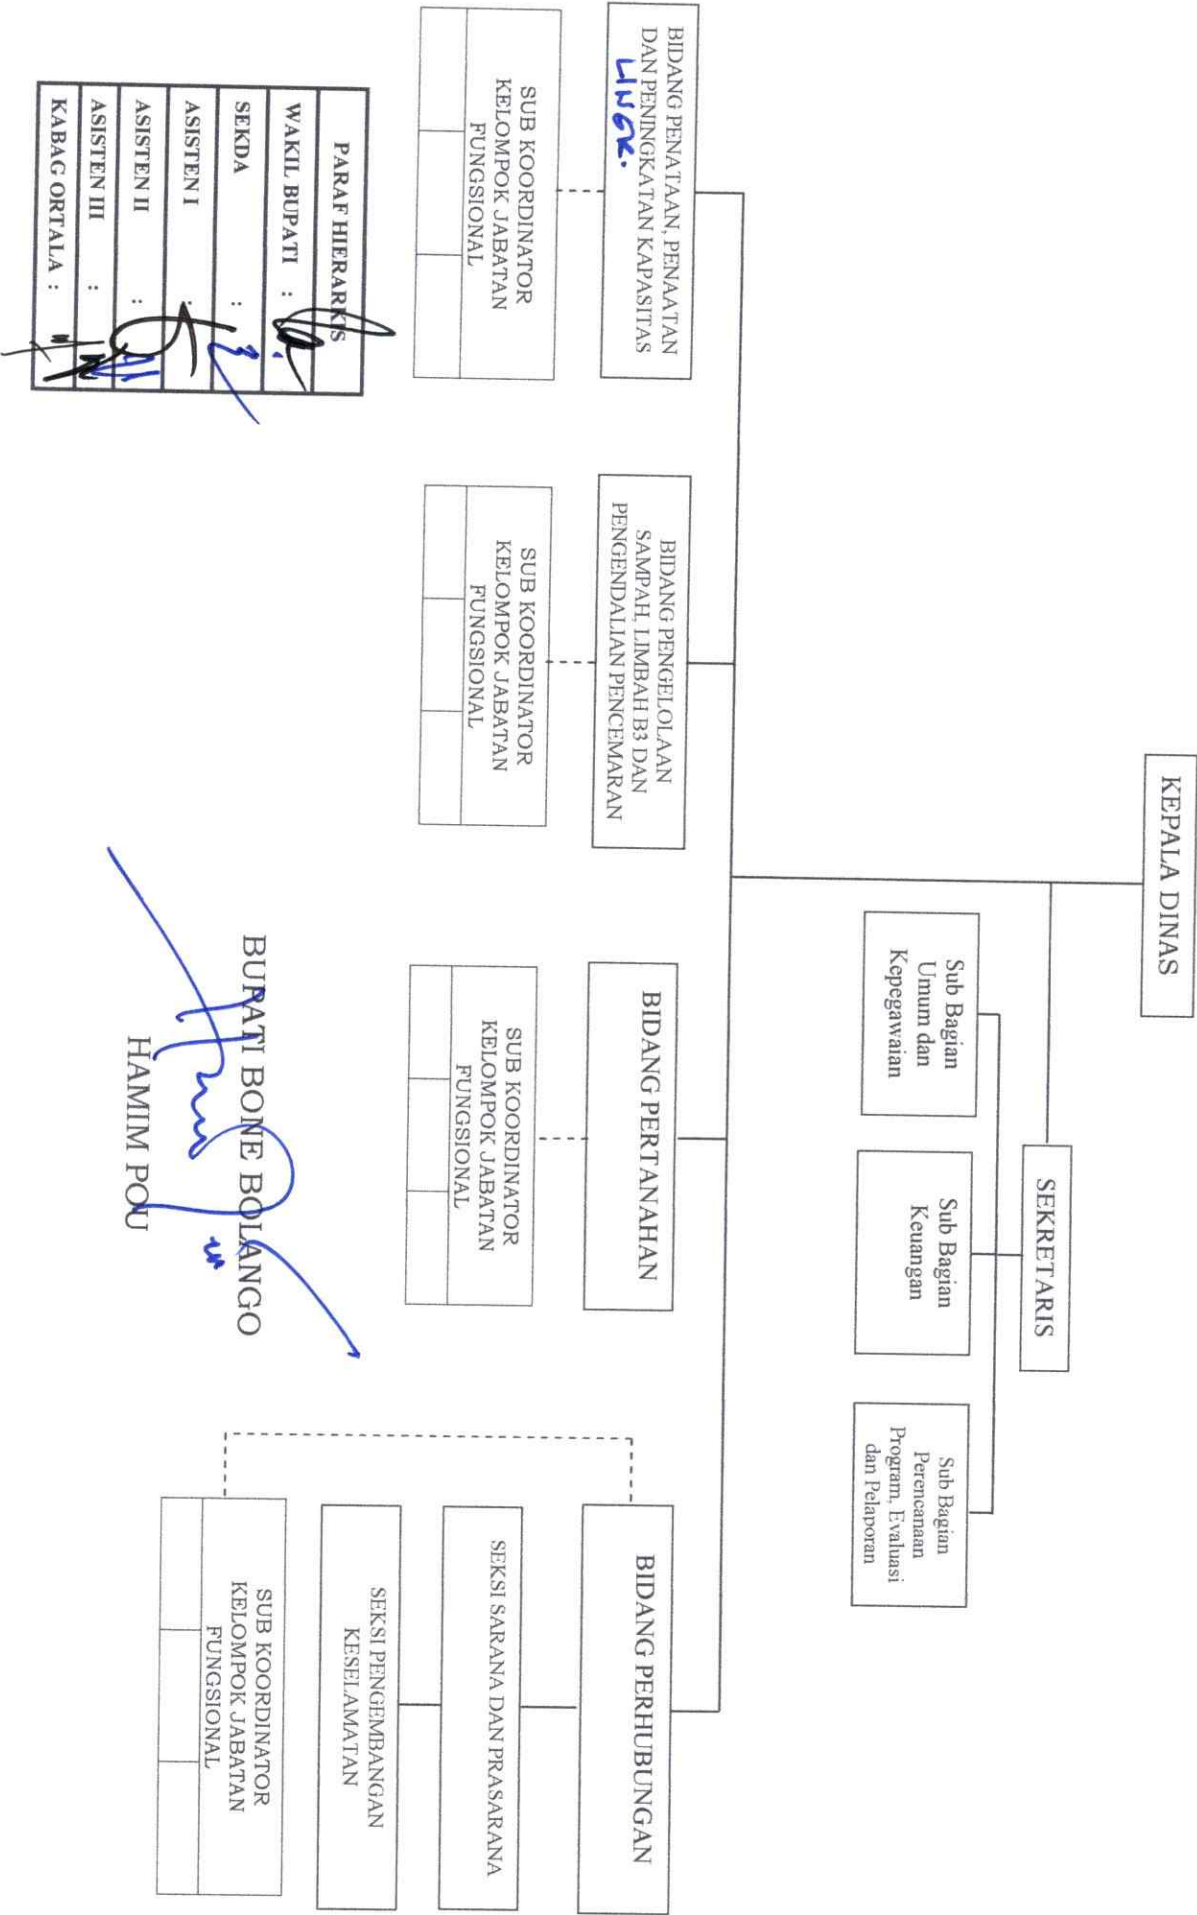 KEPALA DINAS
SEKRETARIS
Sub Bagian
Umum dan
Kepegawaian
Sub Bagian
Keuangan
Sub Bagian
Perencanaan
Program, Evaluasi
dan Pelaporan
BIDANG PENATAAN, PENAATAN
DAN PENINGKATAN KAPASITAS
LINGK.
SUB KOORDINATOR
KELOMPOK JABATAN
FUNGSIONAL
BIDANG PENGELOLAAN
SAMPAH, LIMBAH B3 DAN
PENGENDALIAN PENCEMARAN
SUB KOORDINATOR
KELOMPOK JABATAN
FUNGSIONAL
BIDANG PERTANAHAN
SUB KOORDINATOR
KELOMPOK JABATAN
FUNGSIONAL
BIDANG PERHUBUNGAN
SEKSI SARANA DAN PRASARANA
SEKSI PENGEMBANGAN
KESELAMATAN
SUB KOORDINATOR
KELOMPOK JABATAN
FUNGSIONAL
PARAF HIERARKIS
WAKIL BUPATI :
SEKDA :
ASISTEN I :
ASISTEN II :
ASISTEN III :
KABAG ORTALA :
BUPATI BONE BOLANGO
HAMIM POU